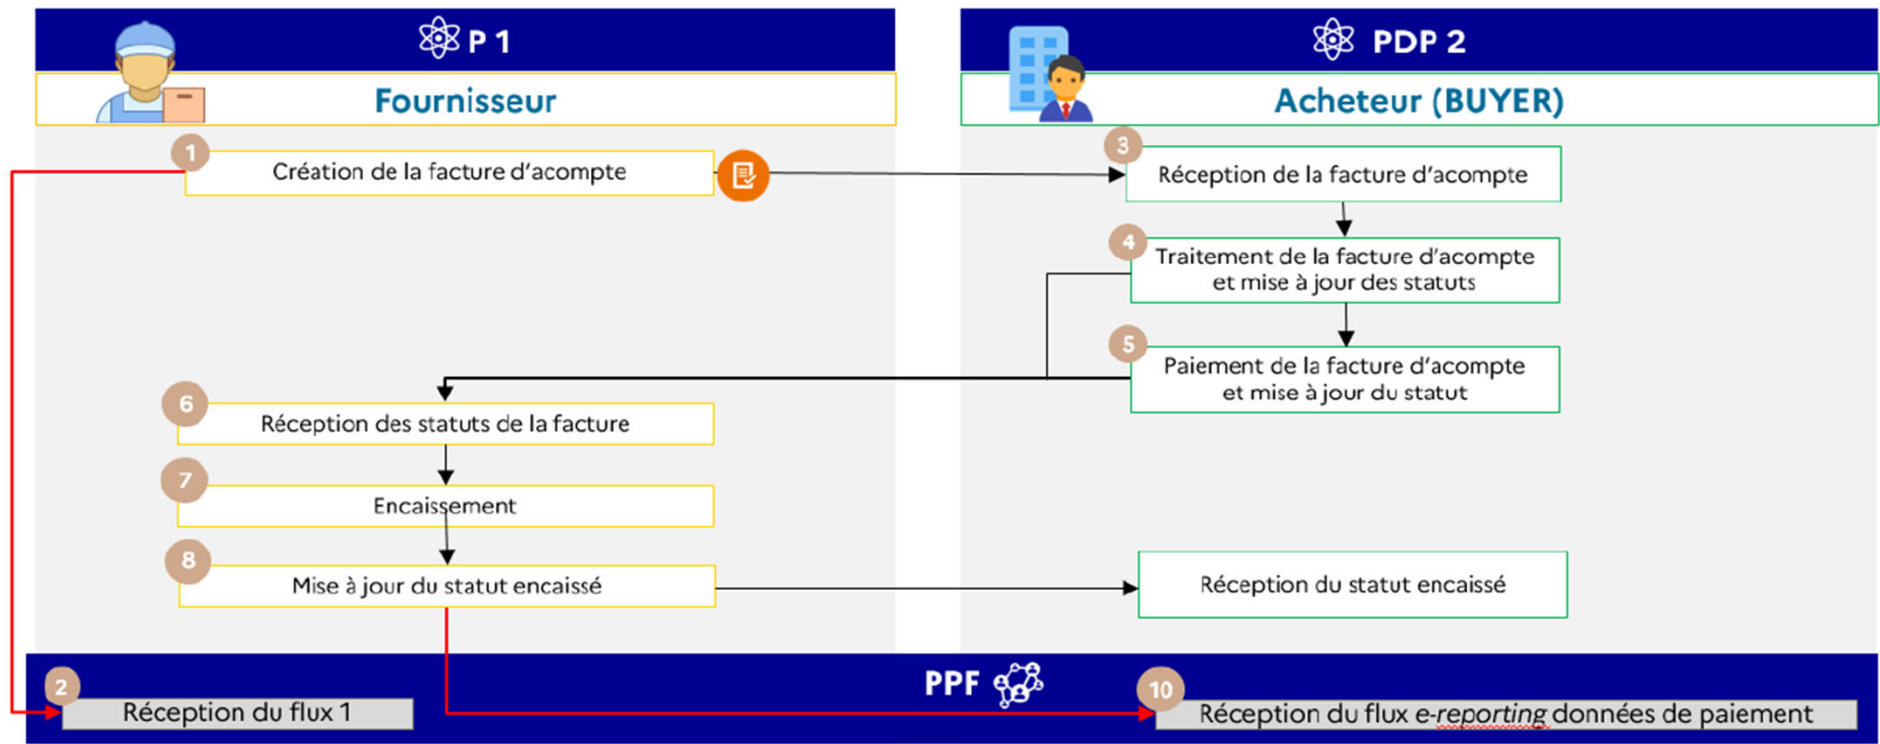 P 1
PDP 2
Fournisseur
Acheteur (BUYER)
1
Création de la facture d'acompte
3
Réception de la facture d'acompte
4
Traitement de la facture d'acompte
et mise à jour des statuts
5
Paiement de la facture d'acompte
et mise à jour du statut
6
Réception des statuts de la facture
7
Encaissement
8
Mise à jour du statut encaissé
Réception du statut encaissé
PPF
2
Réception du flux 1
10
Réception du flux e-reporting données de paiement